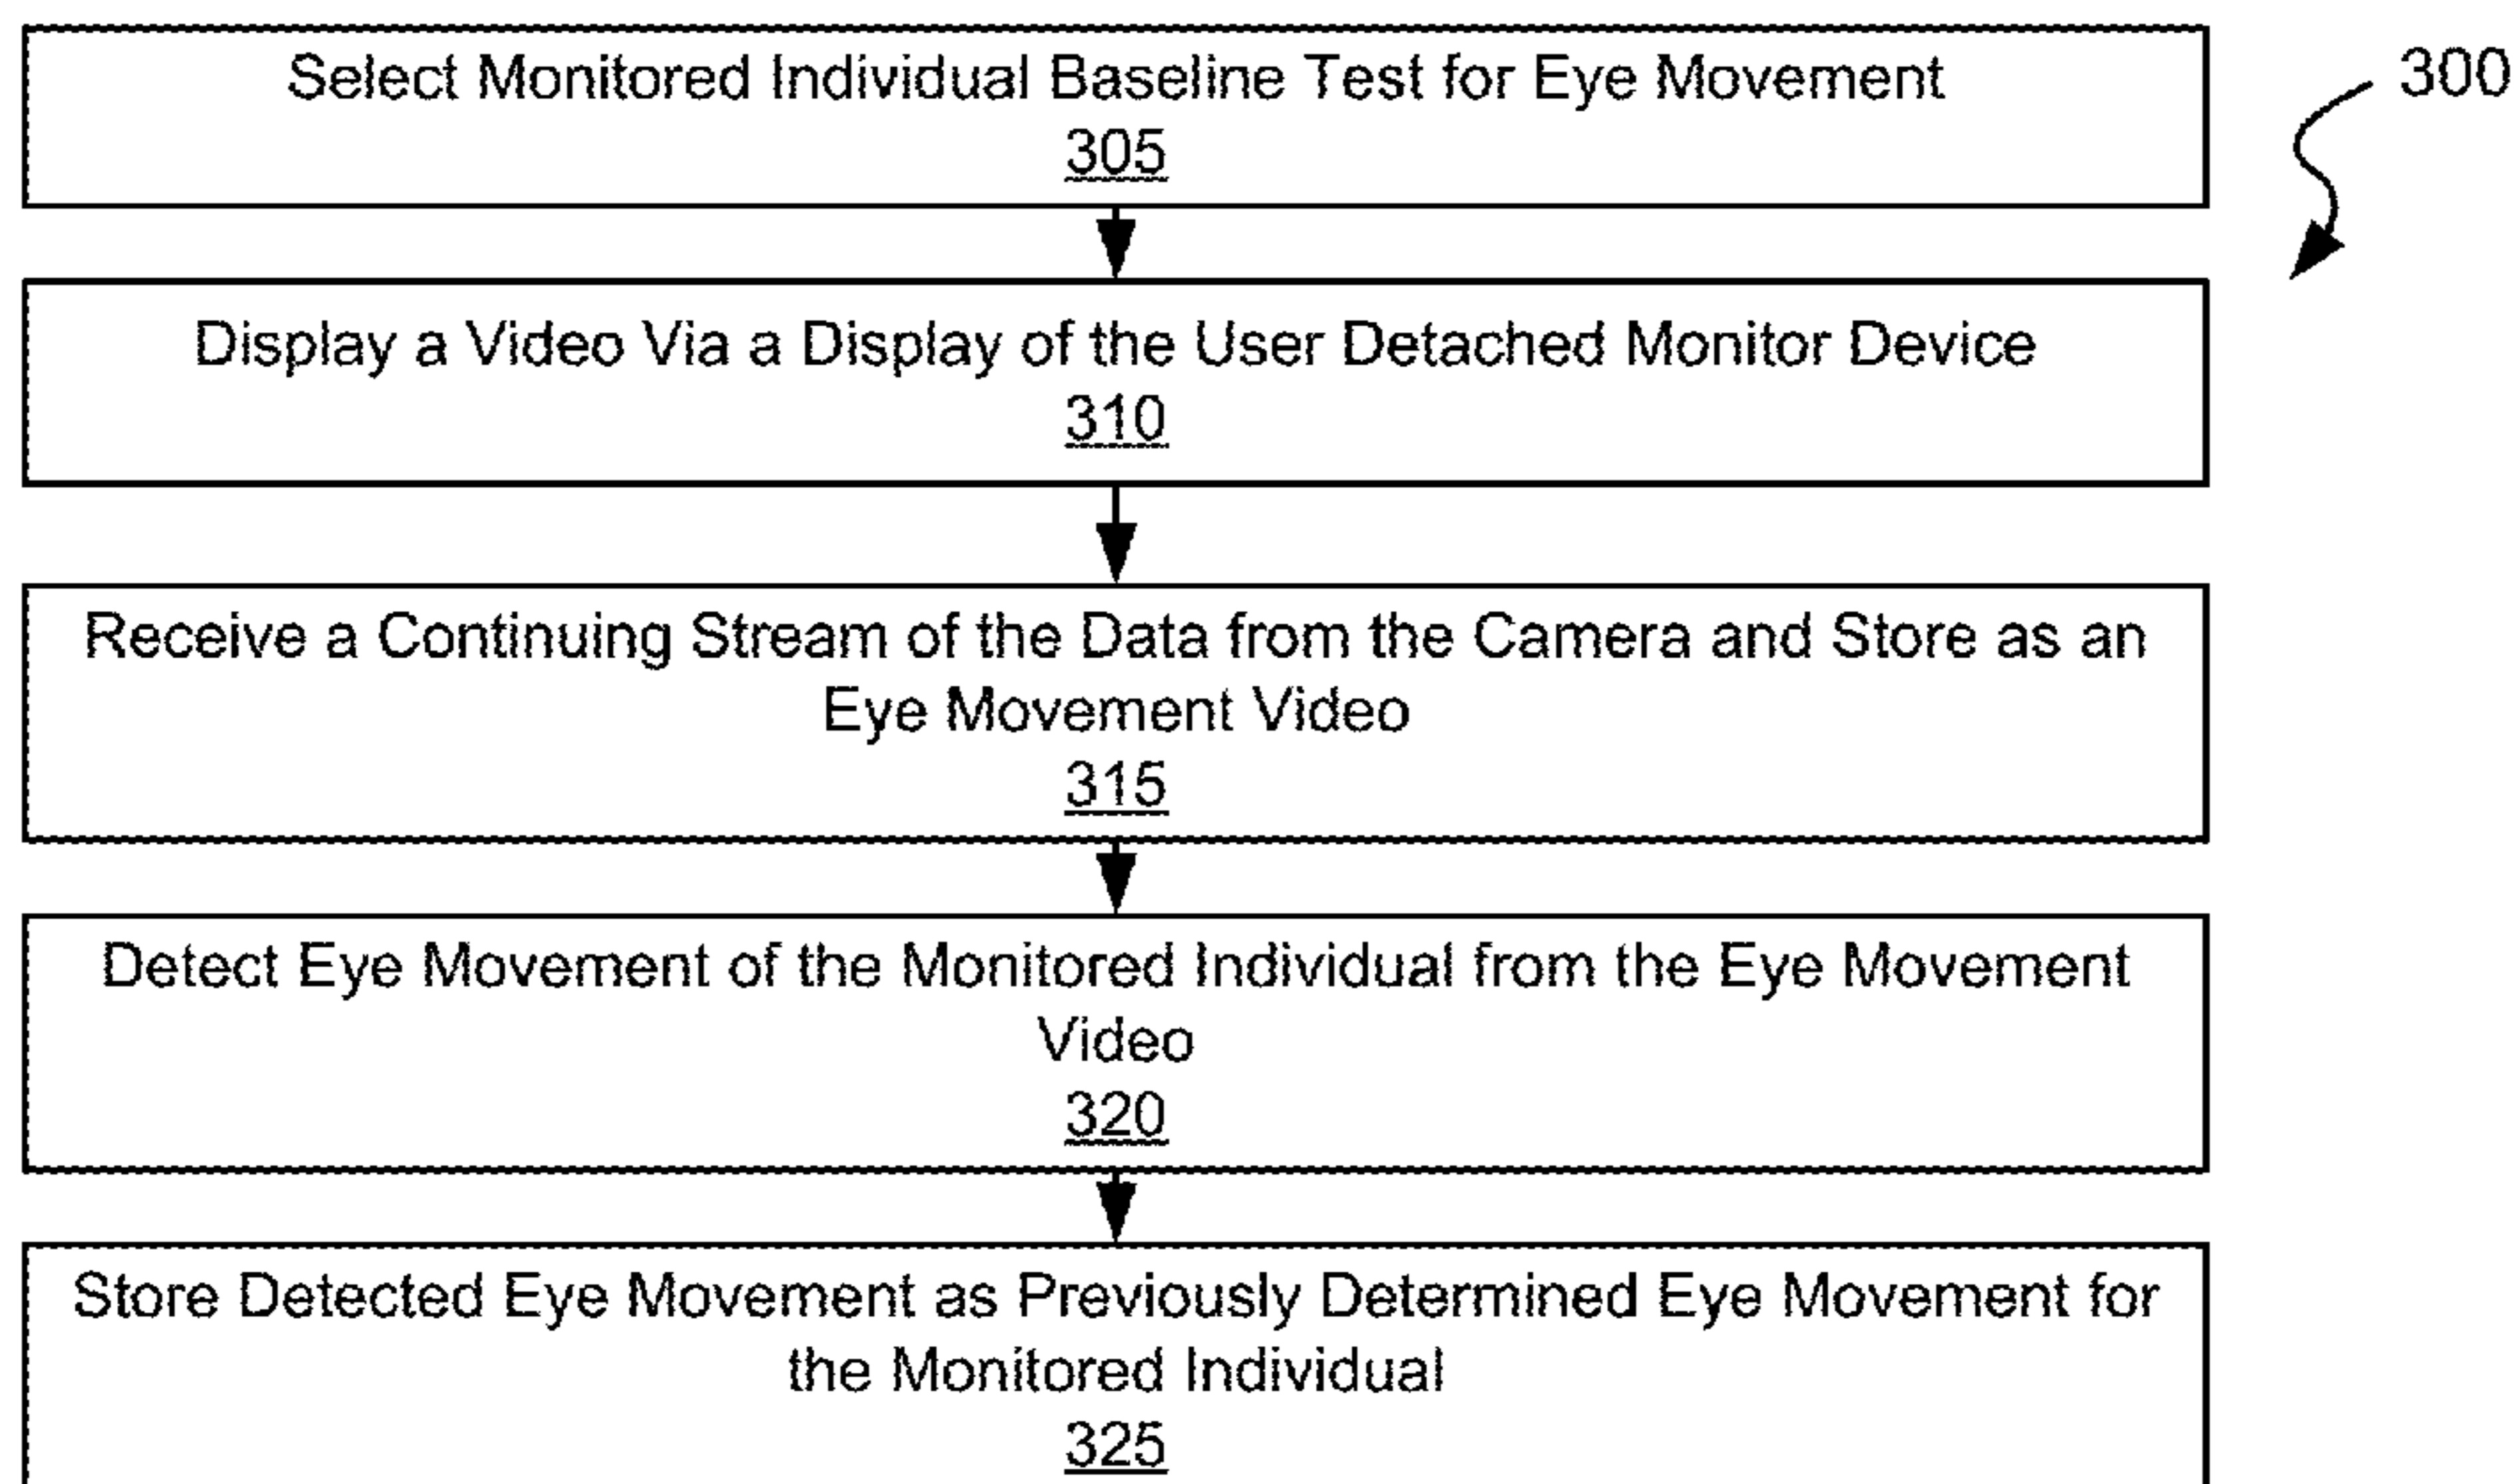 Select Monitored Individual Baseline Test for Eye Movement
305
300
Display a Video Via a Display of the User Detached Monitor Device
310
Receive a Continuing Stream of the Data from the Camera and Store as an
Eye Movement Video
315
Detect Eye Movement of the Monitored Individual from the Eye Movement
Video
320
Store Detected Eye Movement as Previously Determined Eye Movement for
the Monitored Individual
325